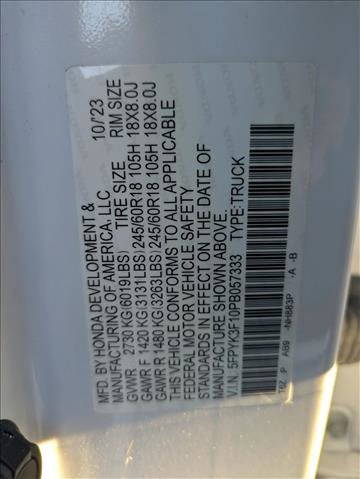 MFD. BY HONDA DEVELOPMENT & 10/'23
MANUFACTURING OF AMERICA, LLC
TIRE SIZE RIM SIZE
GVWR 2730 KG(6019LBS)
GAWR F 1420 KG(3131LBS) 245/60R18 105H 18X8.0J
GAWR R 1480 KG(3263LBS) 245/60R18 105H 18X8.0J
THIS VEHICLE CONFORMS TO ALL APPLICABLE
FEDERAL MOTOR VEHICLE SAFETY
STANDARDS IN EFFECT ON THE DATE OF
MANUFACTURE SHOWN ABOVE.
V.I.N.: 5FPYK3F10PB057333 TYPE:TRUCK
P AB9 -NH883P -A -B